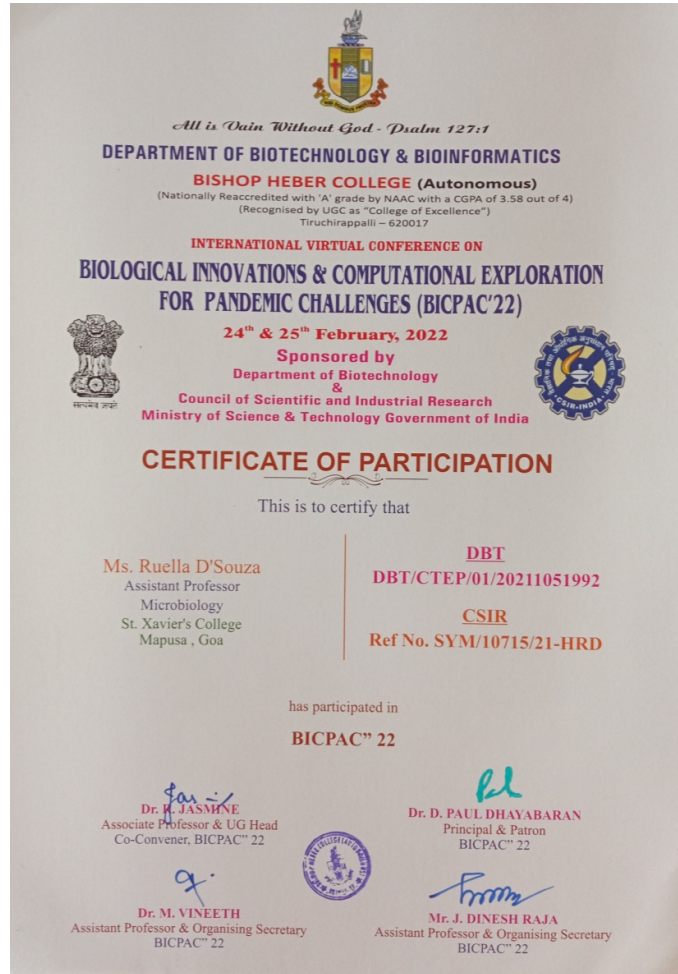 All is Vain Without God - Psalm 127:1
DEPARTMENT OF BIOTECHNOLOGY & BIOINFORMATICS
BISHOP HEBER COLLEGE (Autonomous)
(Nationally Reaccredited with 'A' grade by NAAC with a CGPA of 3.58 out of 4)
(Recognised by UGC as "College of Excellence")
Tiruchirappalli – 620017
INTERNATIONAL VIRTUAL CONFERENCE ON
BIOLOGICAL INNOVATIONS & COMPUTATIONAL EXPLORATION
FOR PANDEMIC CHALLENGES (BICPAC'22)
24th & 25th February, 2022
Sponsored by
Department of Biotechnology
&
Council of Scientific and Industrial Research
Ministry of Science & Technology Government of India
सत्यमेव जयते
CSIR-INDIA
CERTIFICATE OF PARTICIPATION
This is to certify that
Ms. Ruella D'Souza
Assistant Professor
Microbiology
St. Xavier's College
Mapusa , Goa
DBT
DBT/CTEP/01/20211051992
CSIR
Ref No. SYM/10715/21-HRD
has participated in
BICPAC” 22
Dr. R. JASMINE
Associate Professor & UG Head
Co-Convener, BICPAC” 22
Dr. D. PAUL DHAYABARAN
Principal & Patron
BICPAC” 22
Dr. M. VINEETH
Assistant Professor & Organising Secretary
BICPAC” 22
Mr. J. DINESH RAJA
Assistant Professor & Organising Secretary
BICPAC” 22